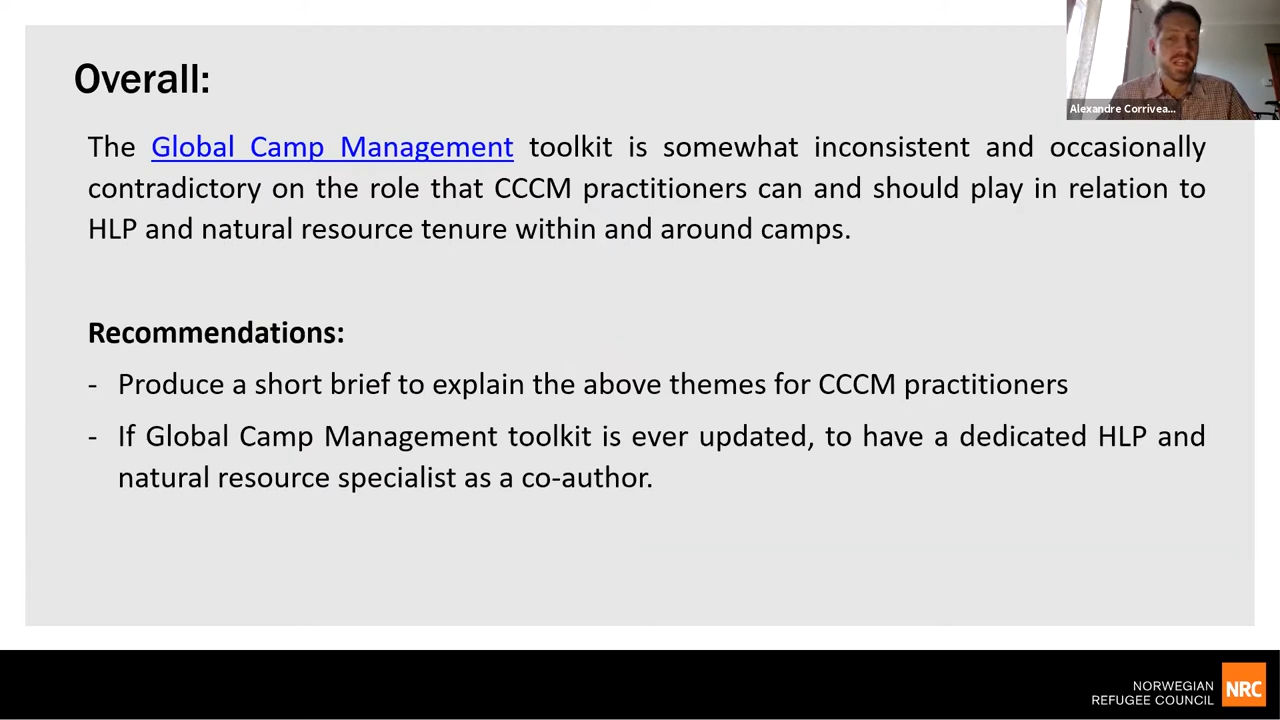 Overall:
Alexandre Corrivea...
The Global Camp Management toolkit is somewhat inconsistent and occasionally
contradictory on the role that CCCM practitioners can and should play in relation to
HLP and natural resource tenure within and around camps.
Recommendations:
- Produce a short brief to explain the above themes for CCCM practitioners
- If Global Camp Management toolkit is ever updated, to have a dedicated HLP and
natural resource specialist as a co-author.
NORWEGIAN
REFUGEE COUNCIL
NRC